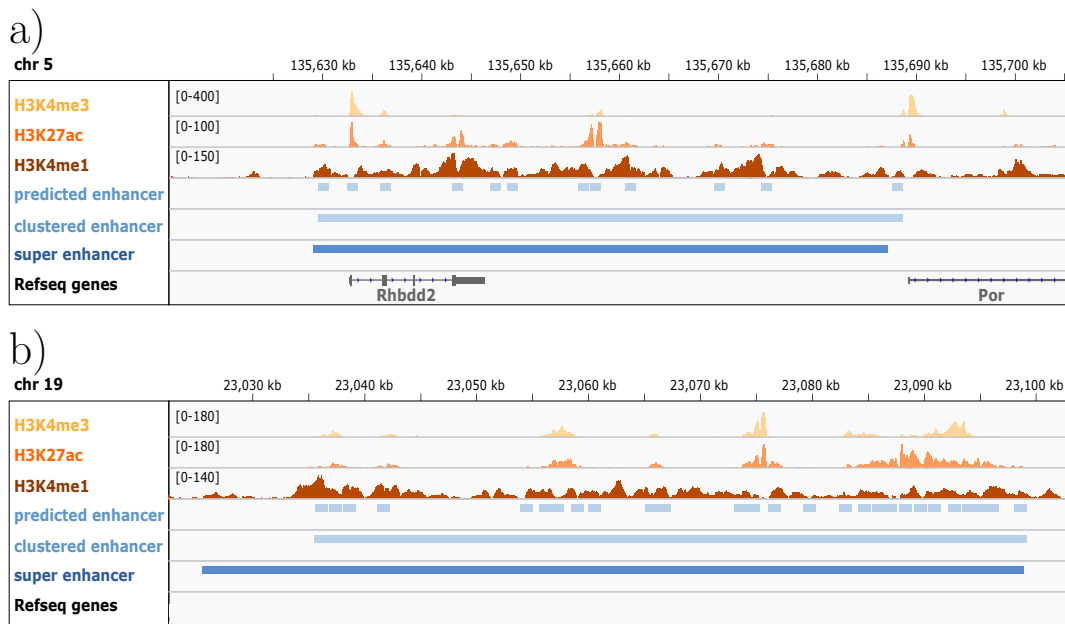 a)
chr 5
135,630 kb 135,640 kb 135,650 kb 135,660 kb 135,670 kb 135,680 kb 135,690 kb 135,700 kb
H3K4me3 [0-400]
H3K27ac [0-100]
H3K4me1 [0-150]
predicted enhancer
clustered enhancer
super enhancer
Refseq genes
Rhbdd2 Por
b)
chr 19
23,030 kb 23,040 kb 23,050 kb 23,060 kb 23,070 kb 23,080 kb 23,090 kb 23,100 kb
H3K4me3 [0-180]
H3K27ac [0-180]
H3K4me1 [0-140]
predicted enhancer
clustered enhancer
super enhancer
Refseq genes